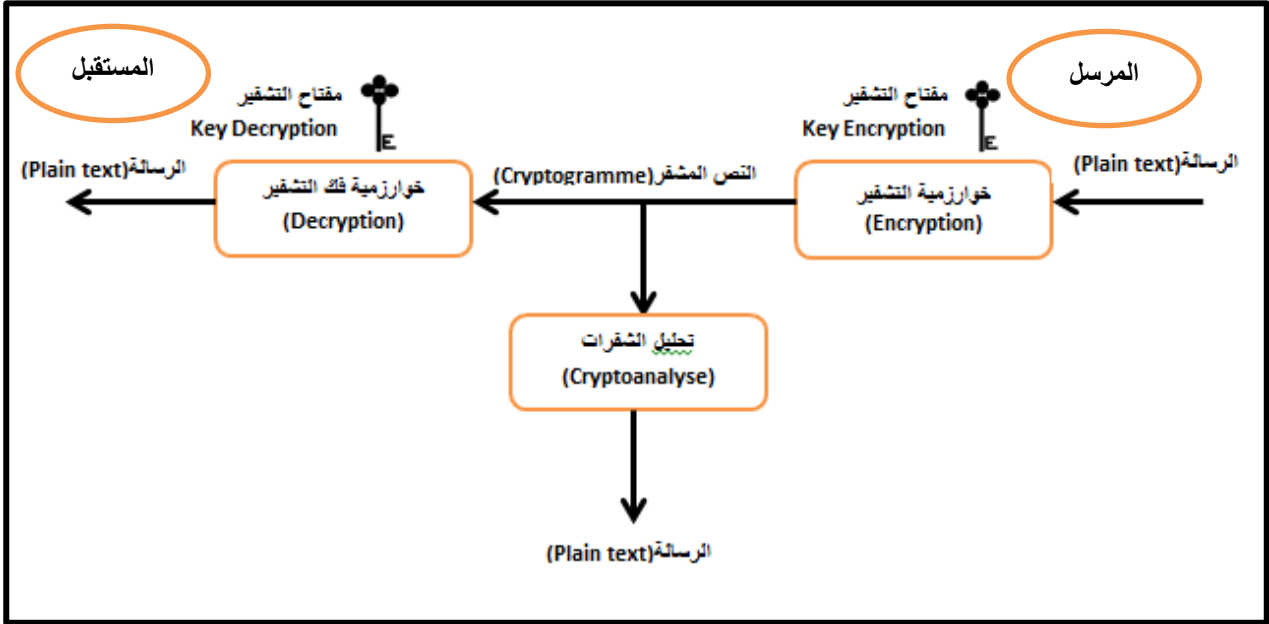 المرسل
مفتاح التشفير
Key Encryption
الرسالة(Plain text)
خوارزمية التشفير
(Encryption)
النص المشفر(Cryptogramme)
المستقبل
مفتاح التشفير
Key Decryption
خوارزمية فك التشفير
(Decryption)
الرسالة(Plain text)
تحليل الشفرات
(Cryptoanalyse)
الرسالة(Plain text)